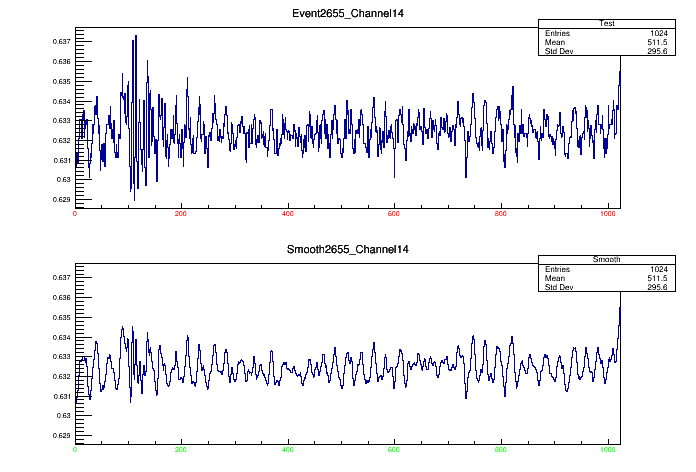 Event2655_Channel14
Test
Entries 1024
Mean 511.5
Std Dev 295.6
0.637
0.636
0.635
0.634
0.633
0.632
0.631
0.63
0.629
0 200 400 600 800 1000
Smooth2655_Channel14
Smooth
Entries 1024
Mean 511.5
Std Dev 295.6
0.637
0.636
0.635
0.634
0.633
0.632
0.631
0.63
0.629
0 200 400 600 800 1000